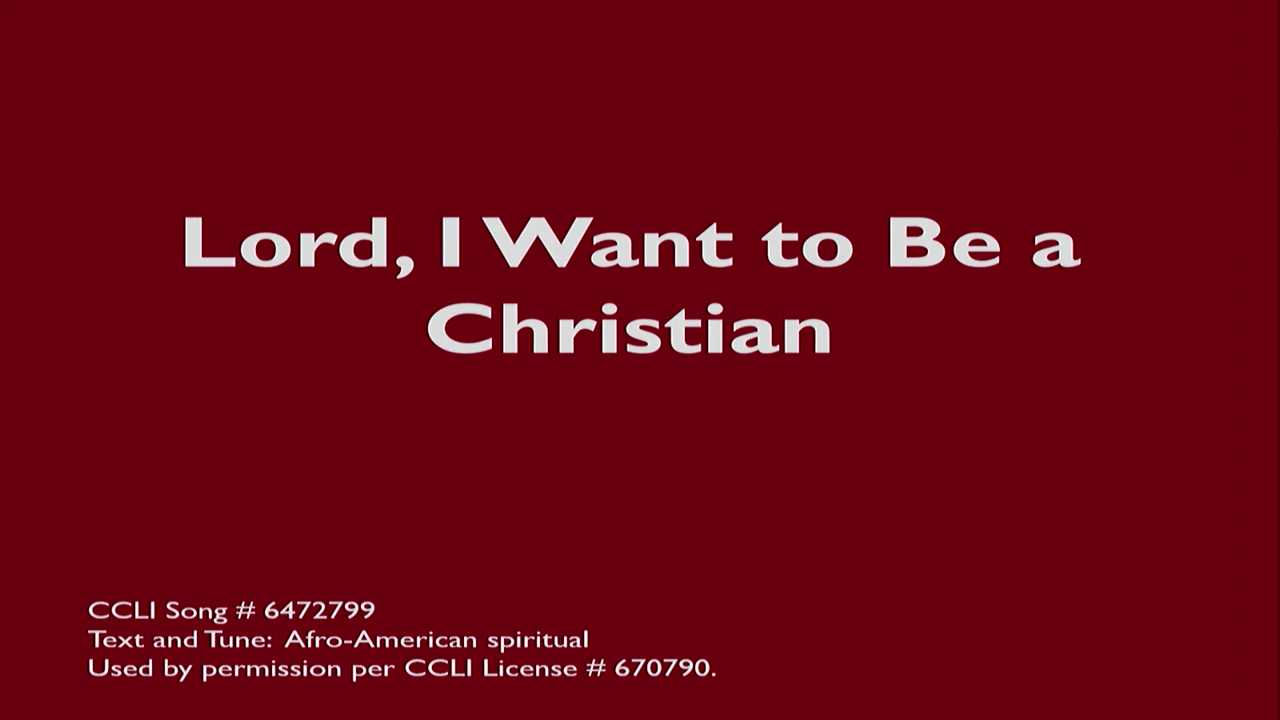 Lord, I Want to Be a
Christian
CCLI Song # 6472799
Text and Tune: Afro-American spiritual
Used by permission per CCLI License # 670790.